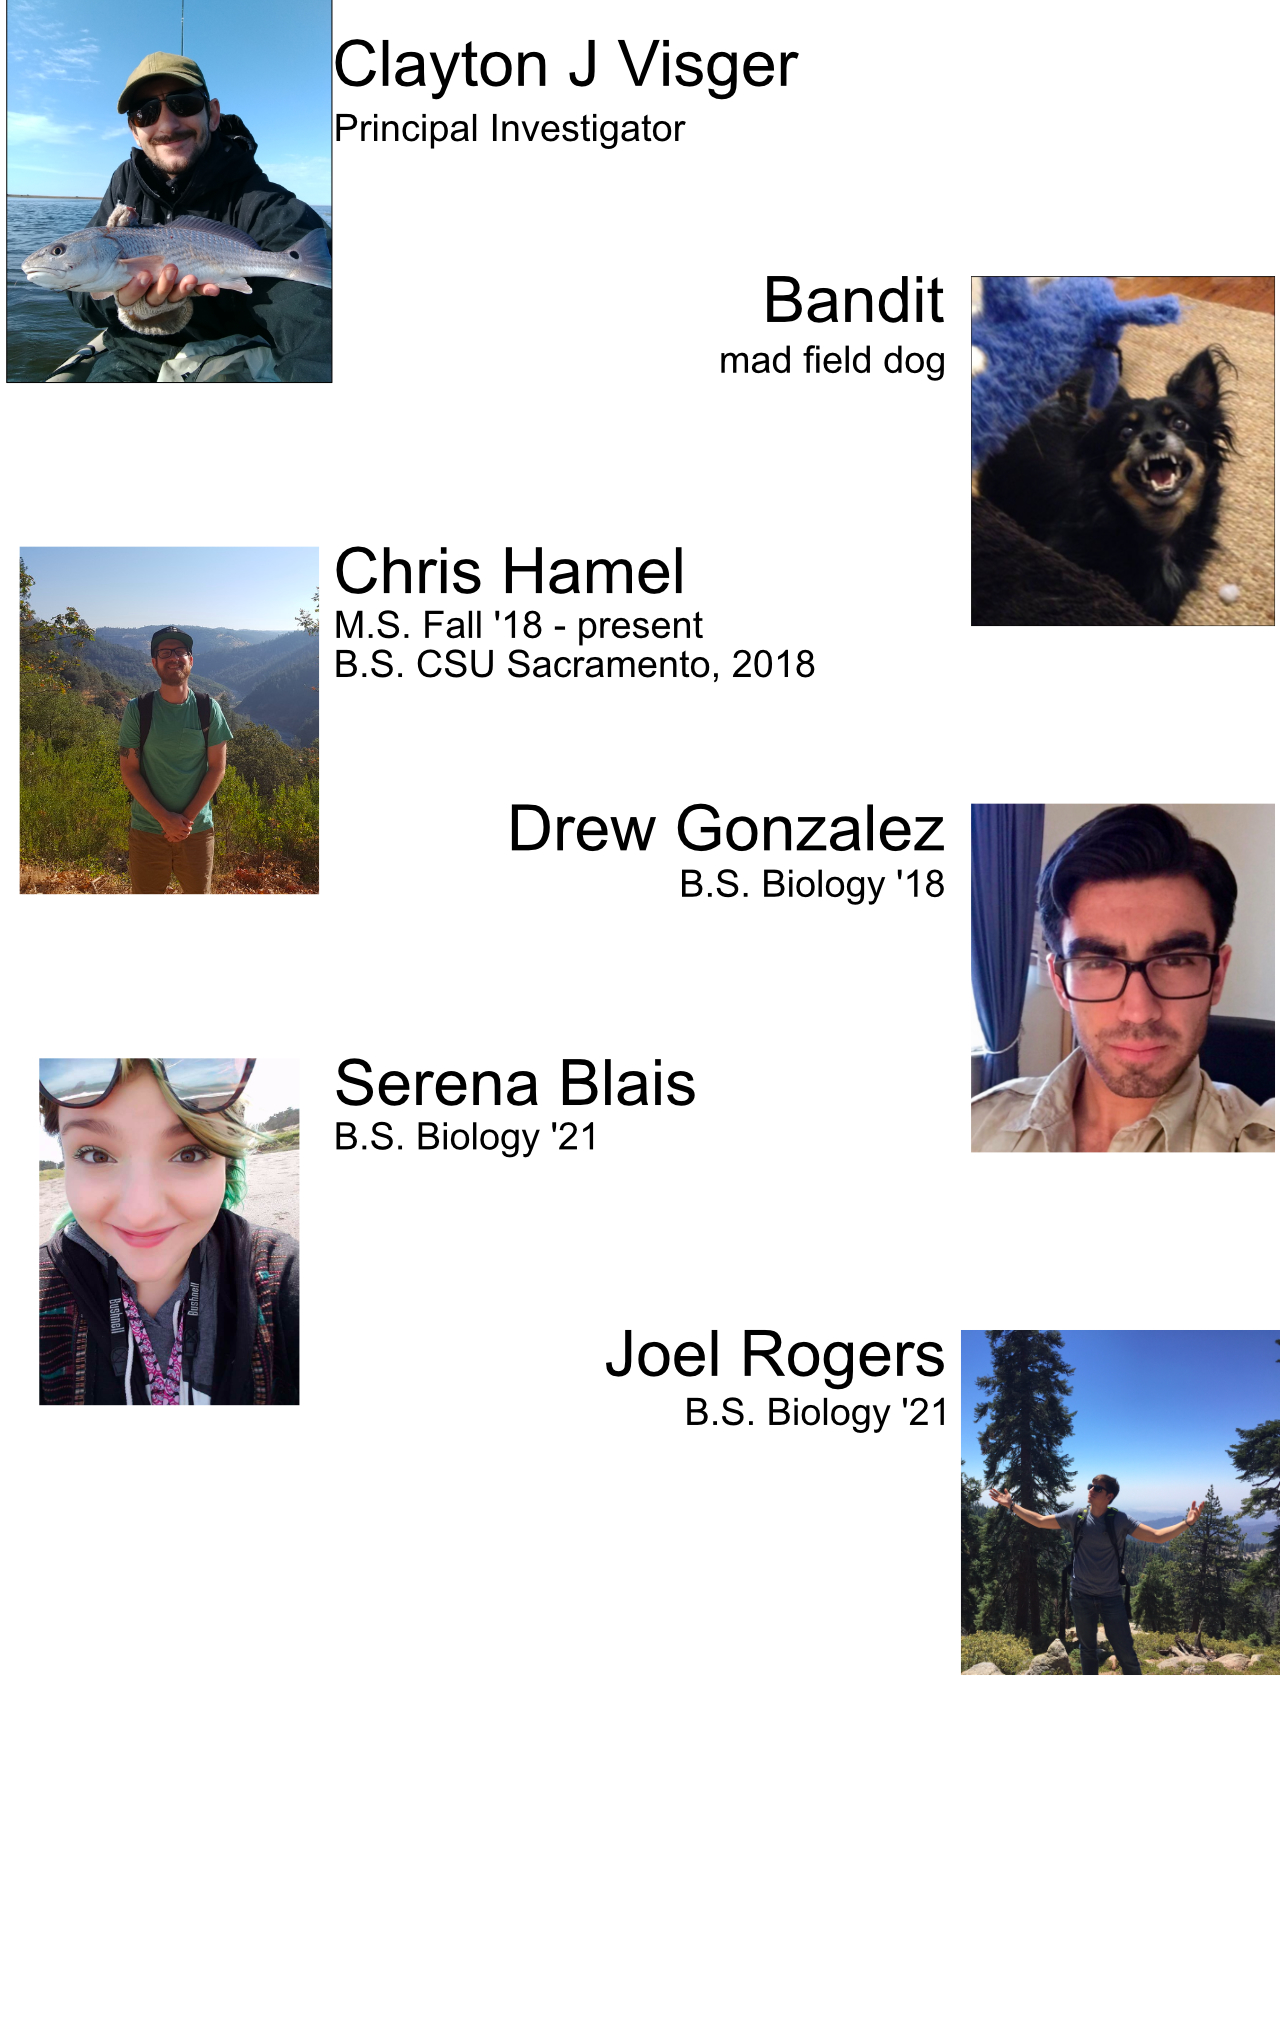 Clayton J Visger
Principal Investigator
Bandit
mad field dog
Chris Hamel
M.S. Fall '18 - present
B.S. CSU Sacramento, 2018
Drew Gonzalez
B.S. Biology '18
Serena Blais
B.S. Biology '21
Bushnell
Bushnell
Joel Rogers
B.S. Biology '21